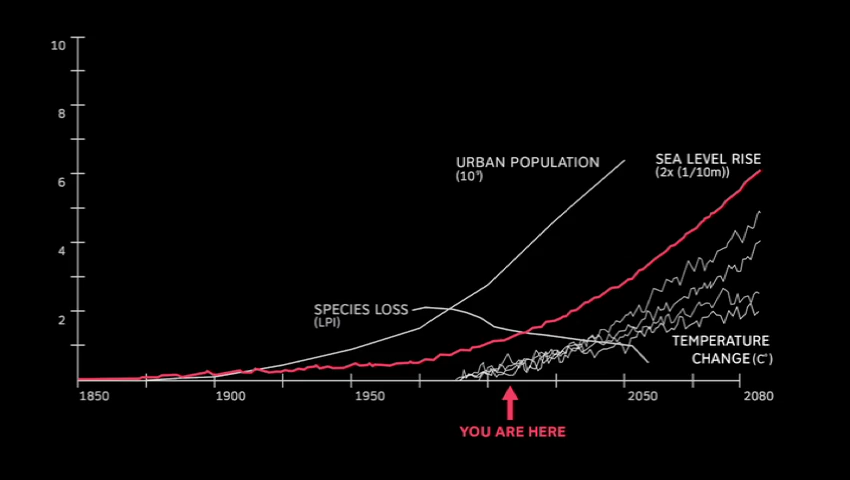 10
8
6
4
2
URBAN POPULATION
(10⁹)
SEA LEVEL RISE
(2x (1/10m))
SPECIES LOSS
(LPI)
TEMPERATURE
CHANGE (C°)
1850
1900
1950
2050
2080
YOU ARE HERE